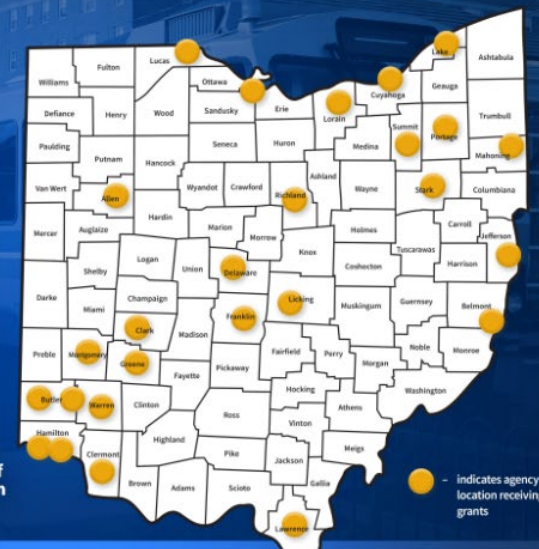 Lake
Ashtabula
Lucas
Fulton
Williams
Ottawa
Geauga
Cuyahoga
Defiance
Henry
Wood
Sandusky
Erie
Lorain
Trumbull
Summit
Portage
Paulding
Seneca
Huron
Medina
Mahoning
Putnam
Hancock
Ashland
Van Wert
Allen
Wyandot
Crawford
Richland
Wayne
Stark
Columbiana
Hardin
Mercer
Auglaize
Marion
Morrow
Holmes
Carroll
Jefferson
Logan
Union
Knox
Tuscarawas
Harrison
Shelby
Delaware
Coshocton
Darke
Champaign
Licking
Miami
Franklin
Muskingum
Guernsey
Belmont
Clark
Madison
Preble
Montgomery
Greene
Fairfield
Perry
Noble
Monroe
Fayette
Pickaway
Morgan
Butler
Warren
Clinton
Hocking
Washington
Ross
Athens
Hamilton
Vinton
Highland
Clermont
Pike
Jackson
Meigs
Brown
Adams
Scioto
Gallia
Lawrence
– indicates agency
location receiving
grants